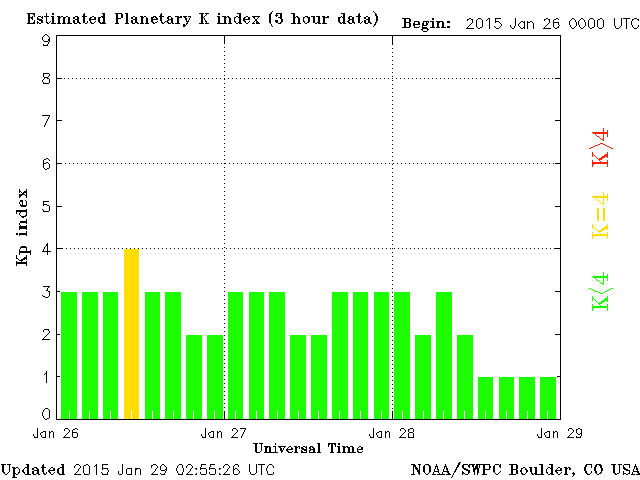 Estimated Planetary K index (3 hour data) Begin: 2015 Jan 26 0000 UTC
9
8
7
6
5
4
3
2
1
0
Kp index
K>4
K=4
K<4
Jan 26 Jan 27 Jan 28 Jan 29
Universal Time
Updated 2015 Jan 29 02:55:26 UTC NOAA/SWPC Boulder, CO USA